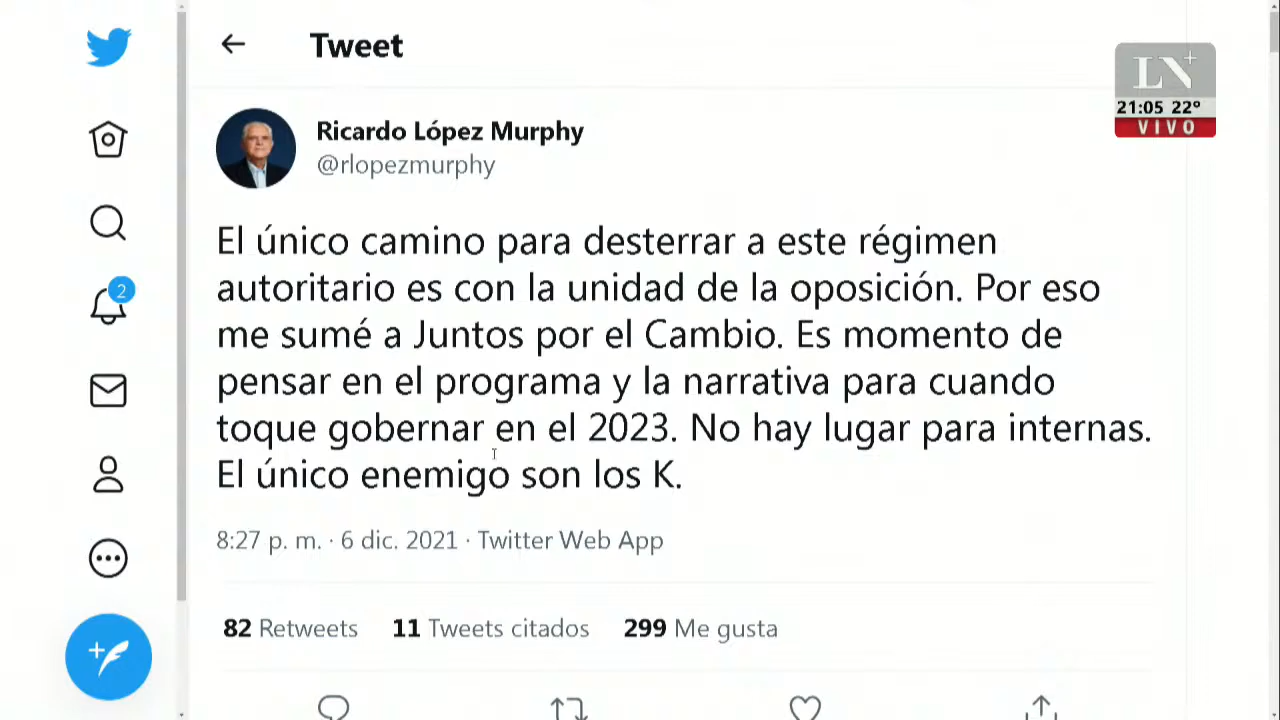 Tweet
LN+
21:05 22º
VIVO
Ricardo López Murphy
@rlopezmurphy
El único camino para desterrar a este régimen
autoritario es con la unidad de la oposición. Por eso
me sumé a Juntos por el Cambio. Es momento de
pensar en el programa y la narrativa para cuando
toque gobernar en el 2023. No hay lugar para internas.
El único enemigo son los K.
2
8:27 p. m. · 6 dic. 2021 · Twitter Web App
82 Retweets 11 Tweets citados 299 Me gusta